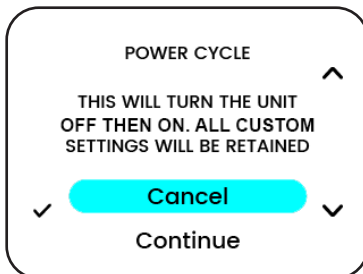 POWER CYCLE
THIS WILL TURN THE UNIT
OFF THEN ON. ALL CUSTOM
SETTINGS WILL BE RETAINED
Cancel
Continue